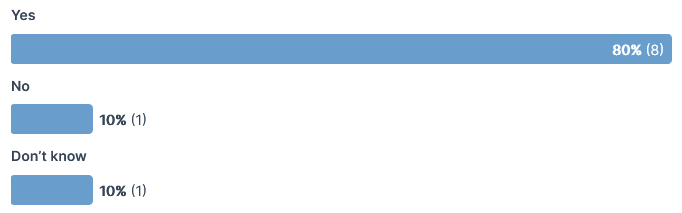 Yes
80% (8)
No
10% (1)
Don’t know
10% (1)